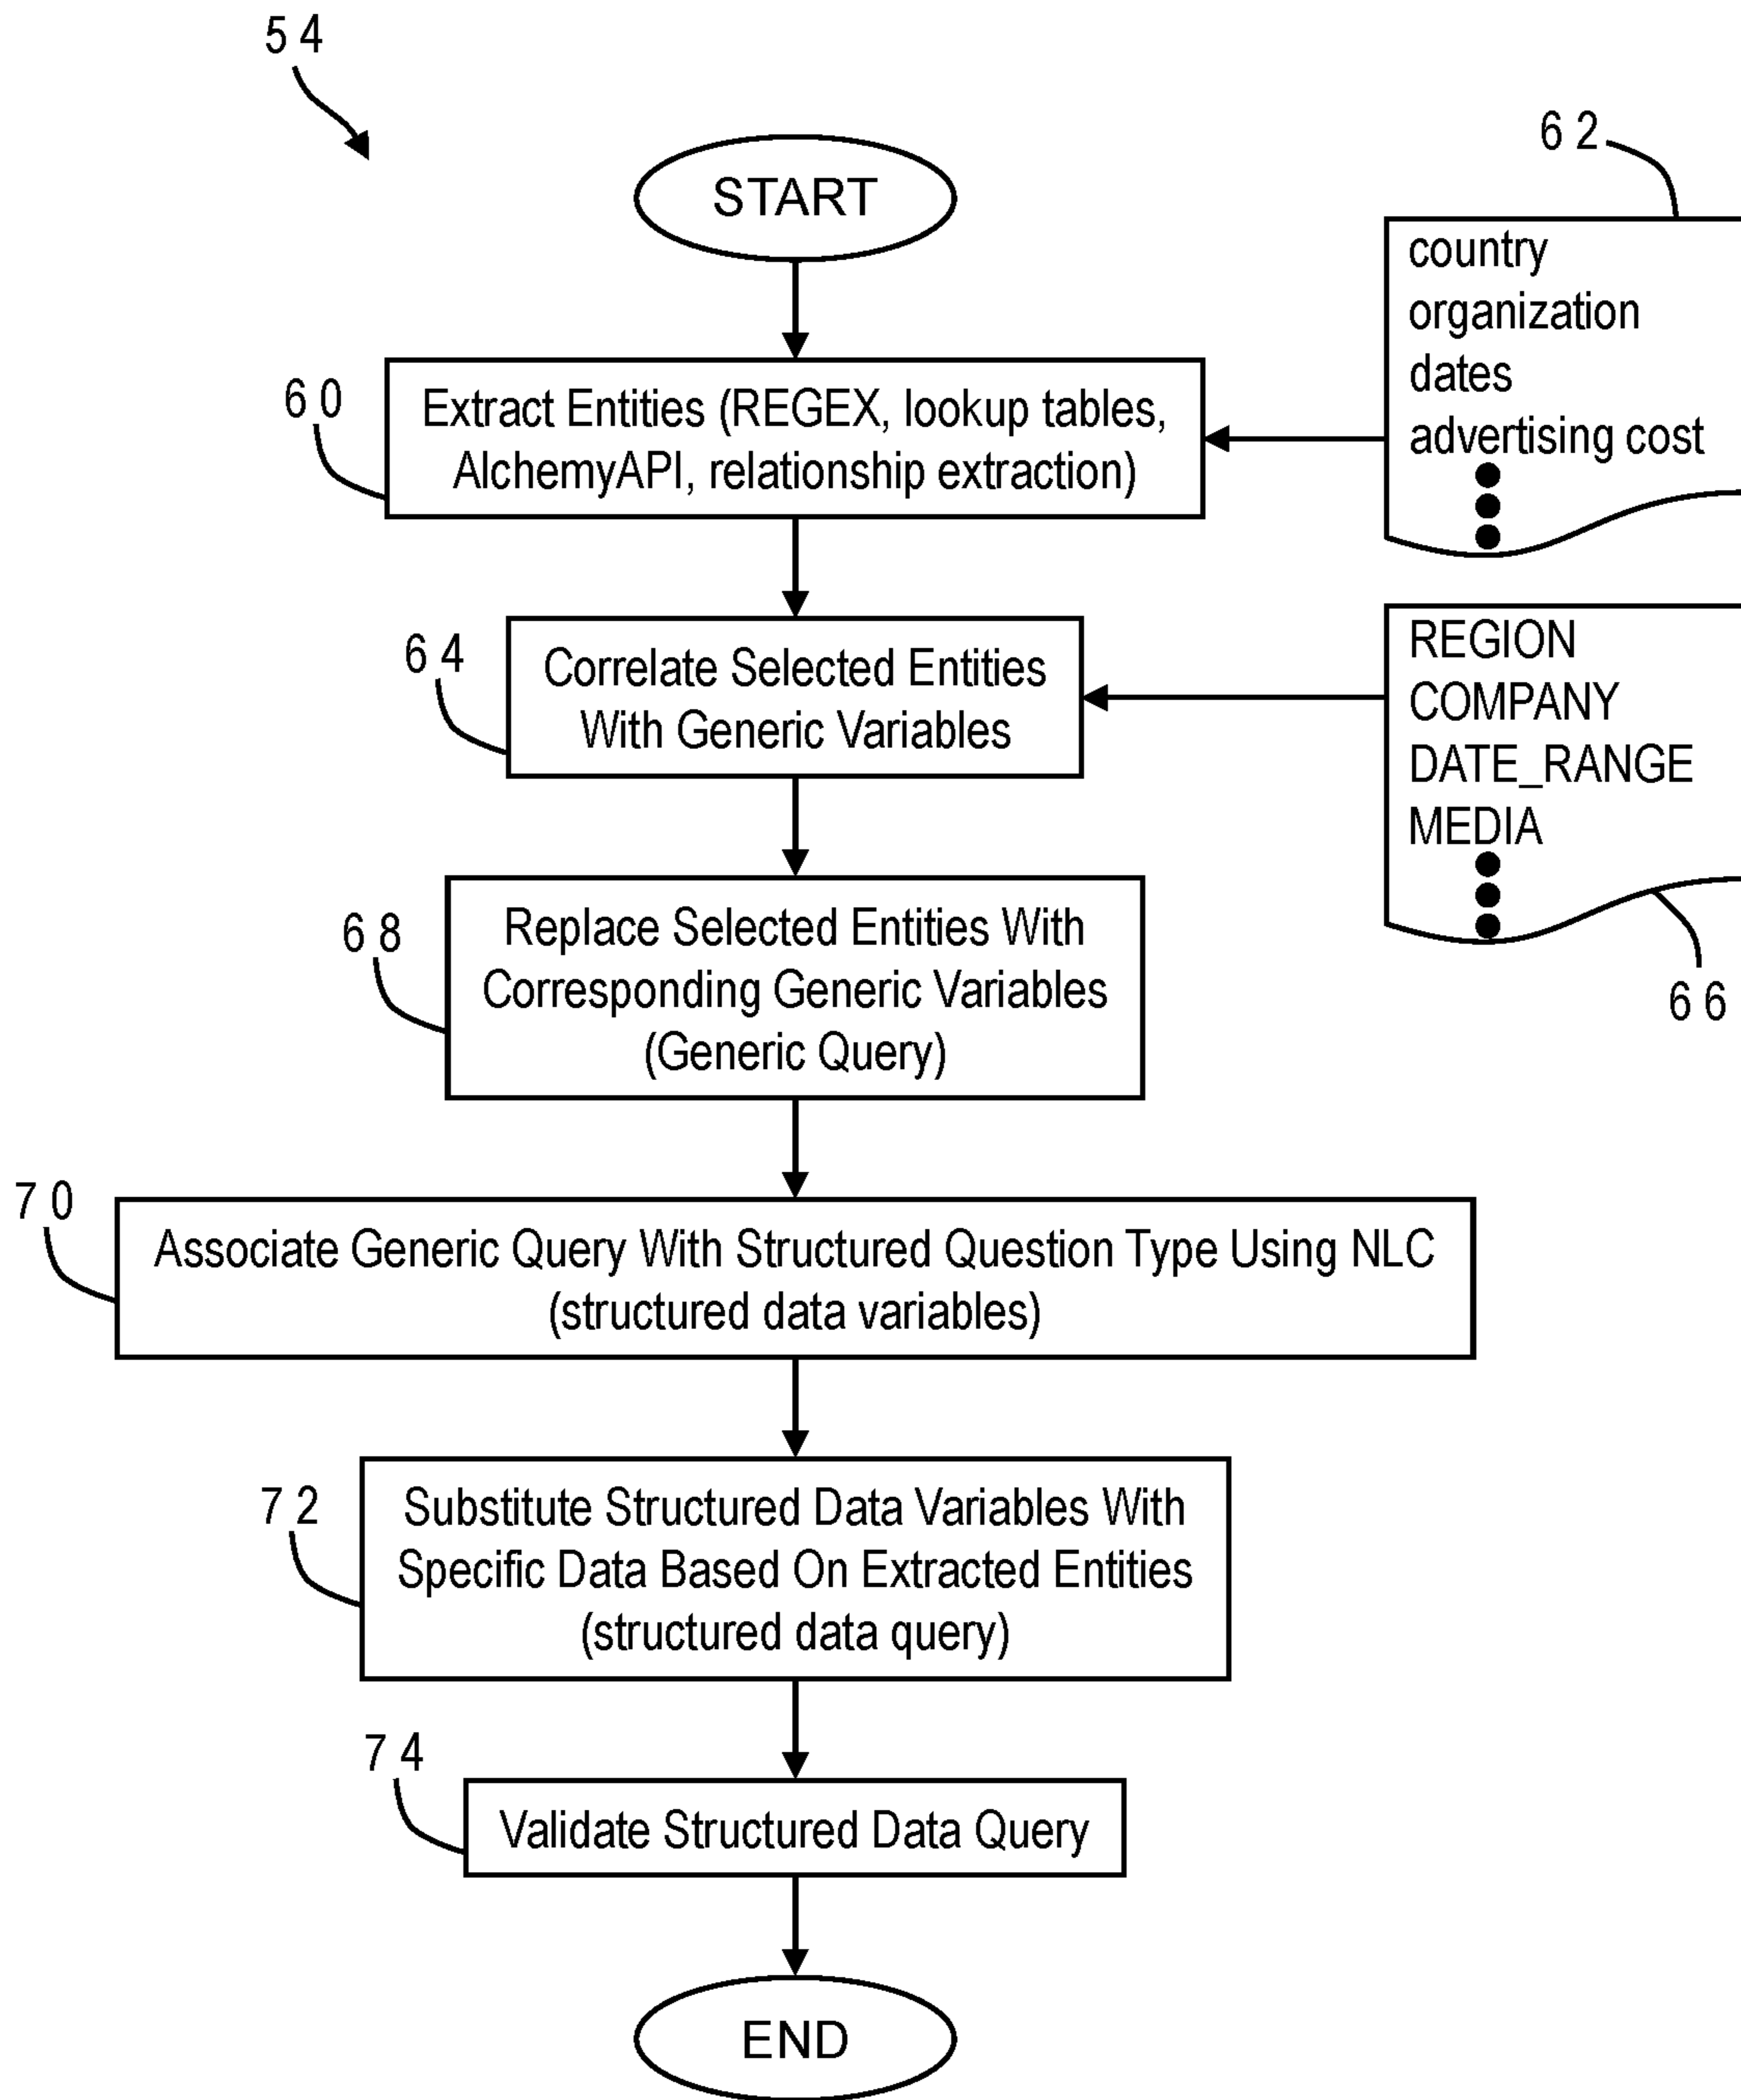 54
START
62
country
organization
dates
advertising cost
60
Extract Entities (REGEX, lookup tables,
AlchemyAPI, relationship extraction)
64
Correlate Selected Entities
With Generic Variables
REGION
COMPANY
DATE_RANGE
MEDIA
66
68
Replace Selected Entities With
Corresponding Generic Variables
(Generic Query)
70
Associate Generic Query With Structured Question Type Using NLC
(structured data variables)
72
Substitute Structured Data Variables With
Specific Data Based On Extracted Entities
(structured data query)
74
Validate Structured Data Query
END